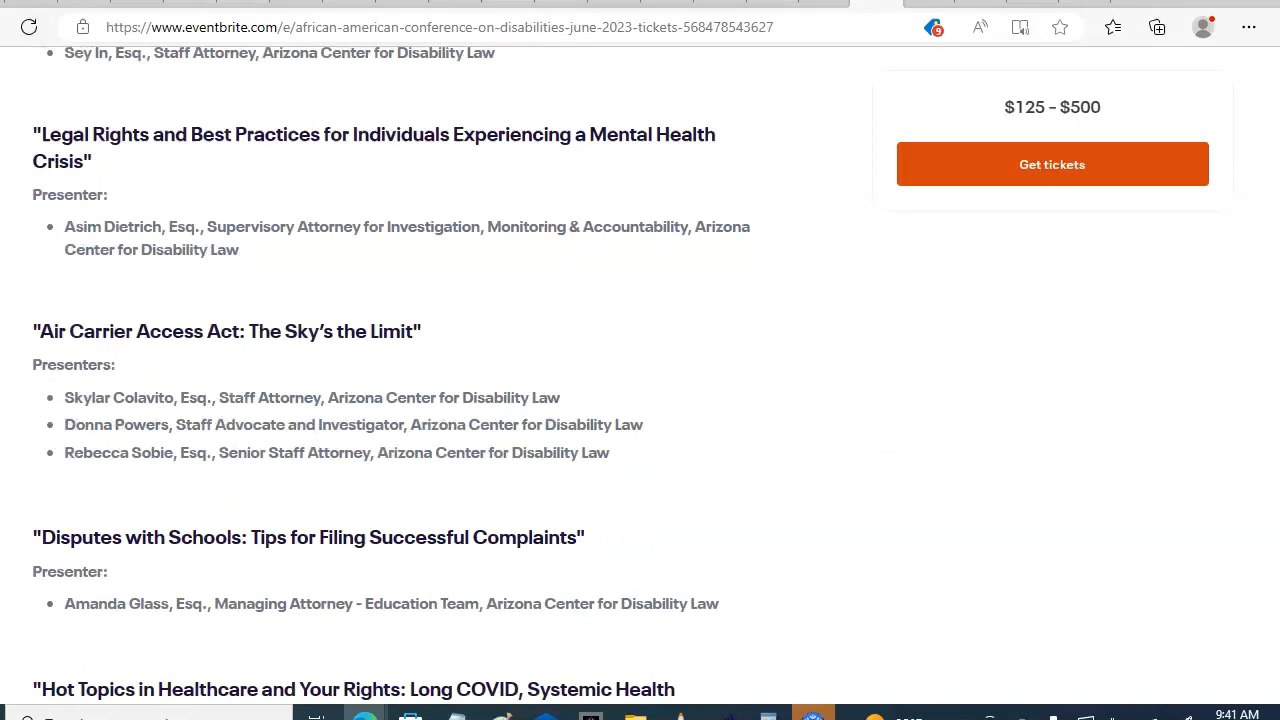 https://www.eventbrite.com/e/african-american-conference-on-disabilities-june-2023-tickets-568478543627
9
• Sey In, Esq., Staff Attorney, Arizona Center for Disability Law
$125 – $500
Get tickets
"Legal Rights and Best Practices for Individuals Experiencing a Mental Health
Crisis"
Presenter:
• Asim Dietrich, Esq., Supervisory Attorney for Investigation, Monitoring & Accountability, Arizona
Center for Disability Law
"Air Carrier Access Act: The Sky’s the Limit"
Presenters:
• Skylar Colavito, Esq., Staff Attorney, Arizona Center for Disability Law
• Donna Powers, Staff Advocate and Investigator, Arizona Center for Disability Law
• Rebecca Sobie, Esq., Senior Staff Attorney, Arizona Center for Disability Law
"Disputes with Schools: Tips for Filing Successful Complaints"
Presenter:
• Amanda Glass, Esq., Managing Attorney - Education Team, Arizona Center for Disability Law
"Hot Topics in Healthcare and Your Rights: Long COVID, Systemic Health
9:41 AM